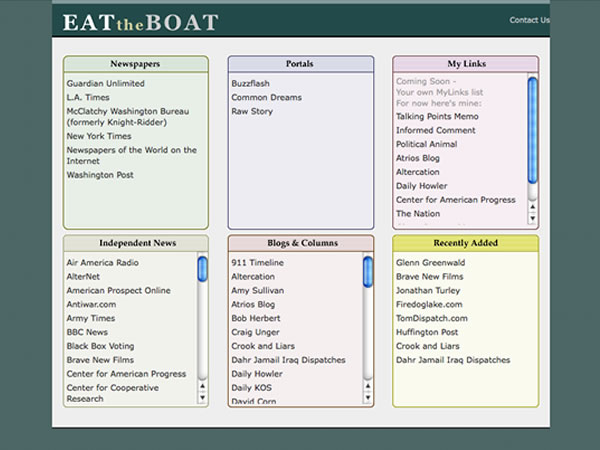 EAT the BOAT
Contact Us
Newspapers
Guardian Unlimited
L.A. Times
McClatchy Washington Bureau
(formerly Knight-Ridder)
New York Times
Newspapers of the World on the
Internet
Washington Post
Portals
Buzzflash
Common Dreams
Raw Story
My Links
Coming Soon -
Your own MyLinks list
For now here's mine:
Talking Points Memo
Informed Comment
Political Animal
Atrios Blog
Altercation
Daily Howler
Center for American Progress
The Nation
Independent News
Air America Radio
AlterNet
American Prospect Online
Antiwar.com
Army Times
BBC News
Black Box Voting
Brave New Films
Center for American Progress
Center for Cooperative
Research
Blogs & Columns
911 Timeline
Altercation
Amy Sullivan
Atrios Blog
Bob Herbert
Craig Unger
Crook and Liars
Dahr Jamail Iraq Dispatches
Daily Howler
Daily KOS
David Corn
Recently Added
Glenn Greenwald
Brave New Films
Jonathan Turley
Firedoglake.com
TomDispatch.com
Huffington Post
Crook and Liars
Dahr Jamail Iraq Dispatches